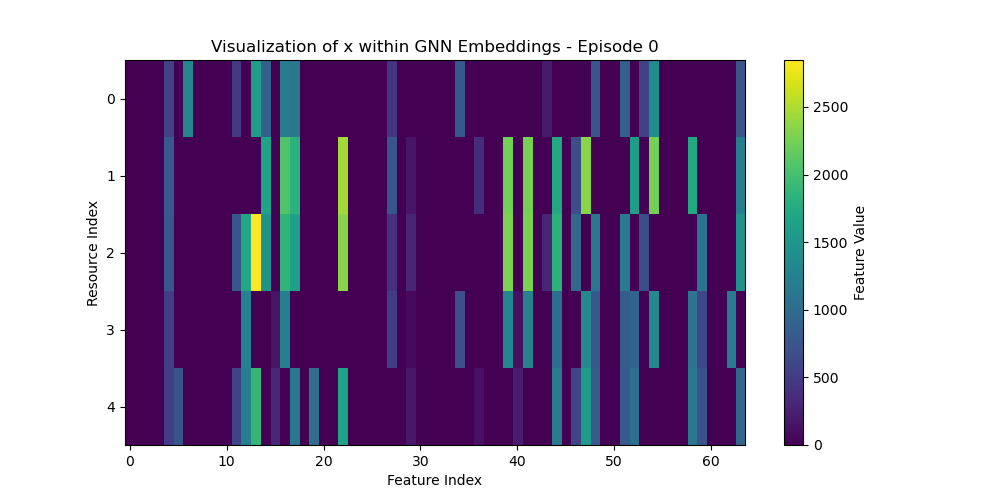 Visualization of x within GNN Embeddings - Episode 0
Resource Index
0
1
2
3
4
0 10 20 30 40 50 60
Feature Index
2500
2000
1500
1000
500
0
Feature Value